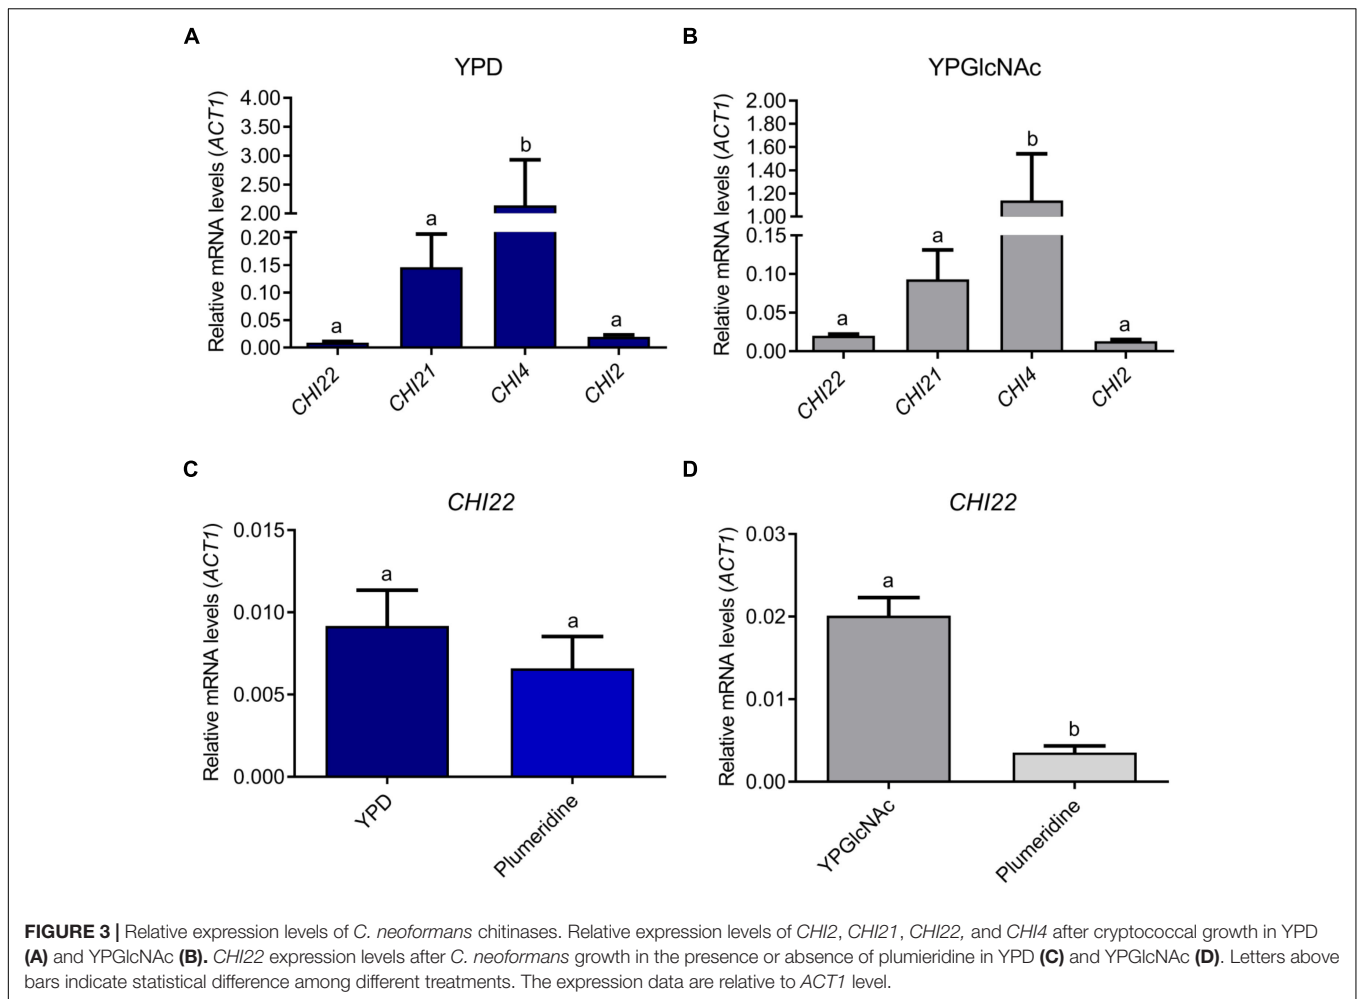 A
YPD
Relative mRNA levels (ACT1)
4.00
3.50
3.00
2.50
2.00
0.20
0.15
0.10
0.05
0.00
a
a
b
a
CHI22
CHI21
CHI4
CHI2
B
YPGlcNAc
Relative mRNA levels (ACT1)
2.00
1.80
1.60
1.40
1.20
1.00
0.15
0.10
0.05
0.00
a
a
b
a
CHI22
CHI21
CHI4
CHI2
C
CHI22
Relative mRNA levels (ACT1)
0.015
0.010
0.005
0.000
a
a
YPD
Plumeridine
D
CHI22
Relative mRNA levels (ACT1)
0.03
0.02
0.01
0.00
a
b
YPGlcNAc
Plumeridine
FIGURE 3 | Relative expression levels of C. neoformans chitinases. Relative expression levels of CHI2, CHI21, CHI22, and CHI4 after cryptococcal growth in YPD
(A) and YPGlcNAc (B). CHI22 expression levels after C. neoformans growth in the presence or absence of plumieridine in YPD (C) and YPGlcNAc (D). Letters above
bars indicate statistical difference among different treatments. The expression data are relative to ACT1 level.